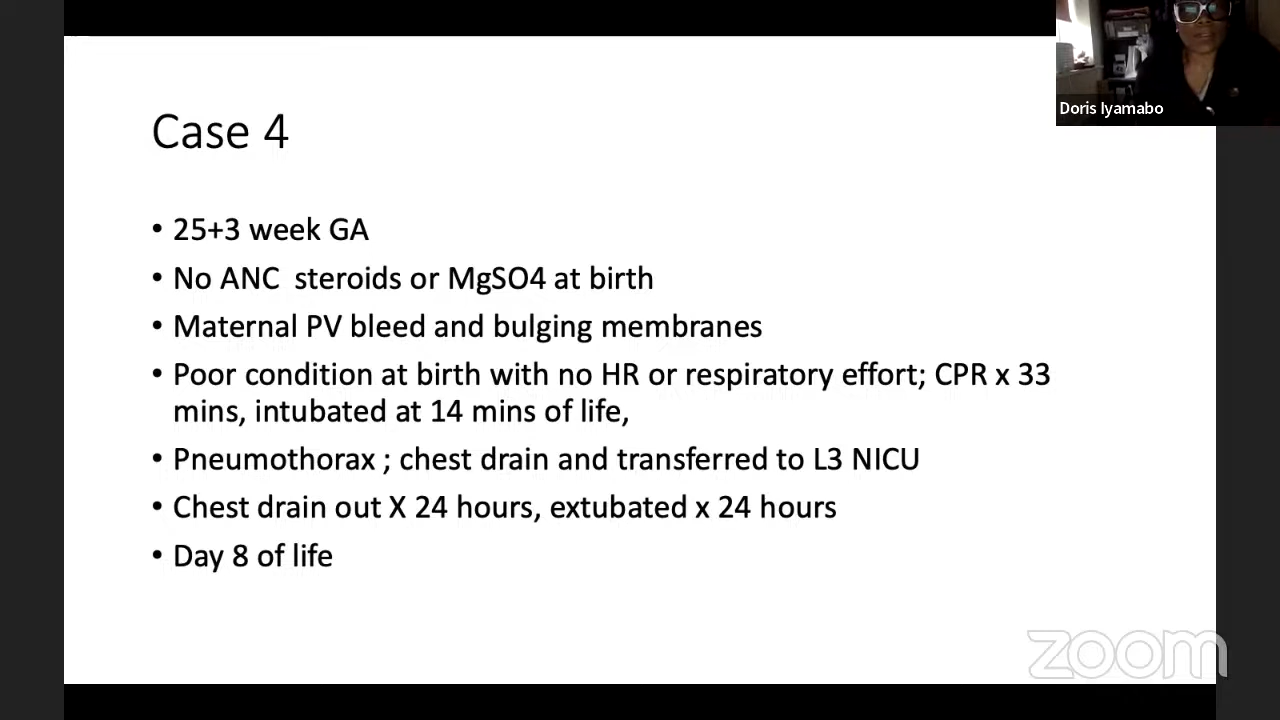 Doris Iyamabo
Case 4
• 25+3 week GA
• No ANC  steroids or MgSO4 at birth
• Maternal PV bleed and bulging membranes
• Poor condition at birth with no HR or respiratory effort; CPR x 33
mins, intubated at 14 mins of life,
• Pneumothorax ; chest drain and transferred to L3 NICU
• Chest drain out X 24 hours, extubated x 24 hours
• Day 8 of life
zoom